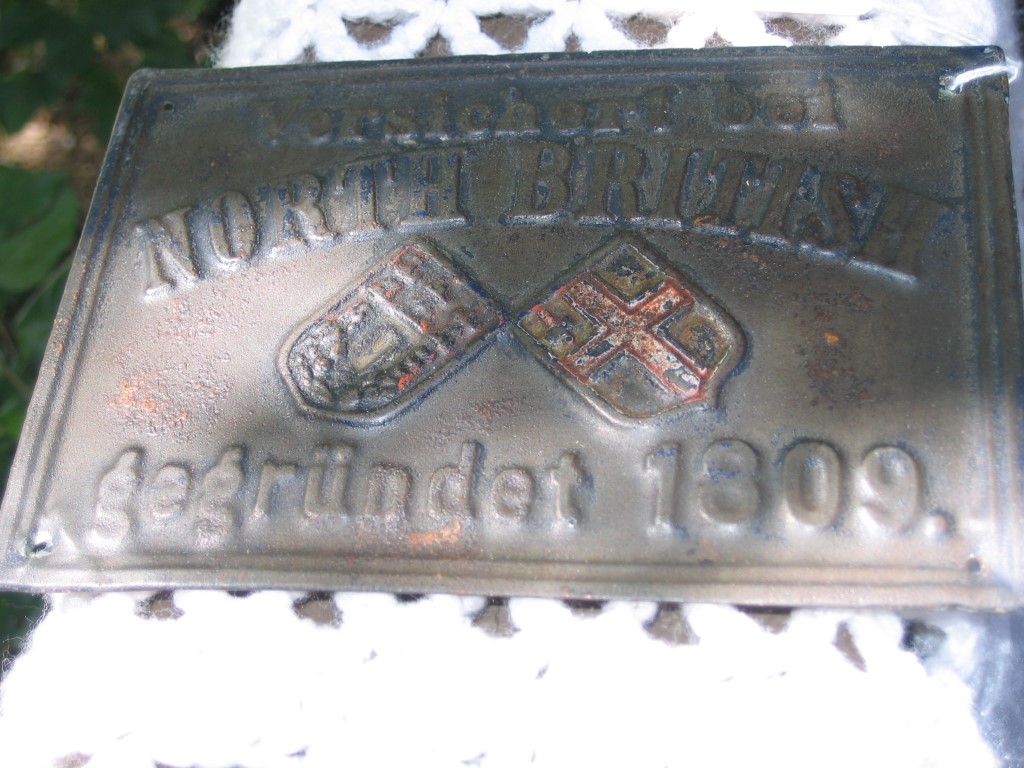 Versichert bei
NORTH BRITISH
gegründet 1809.